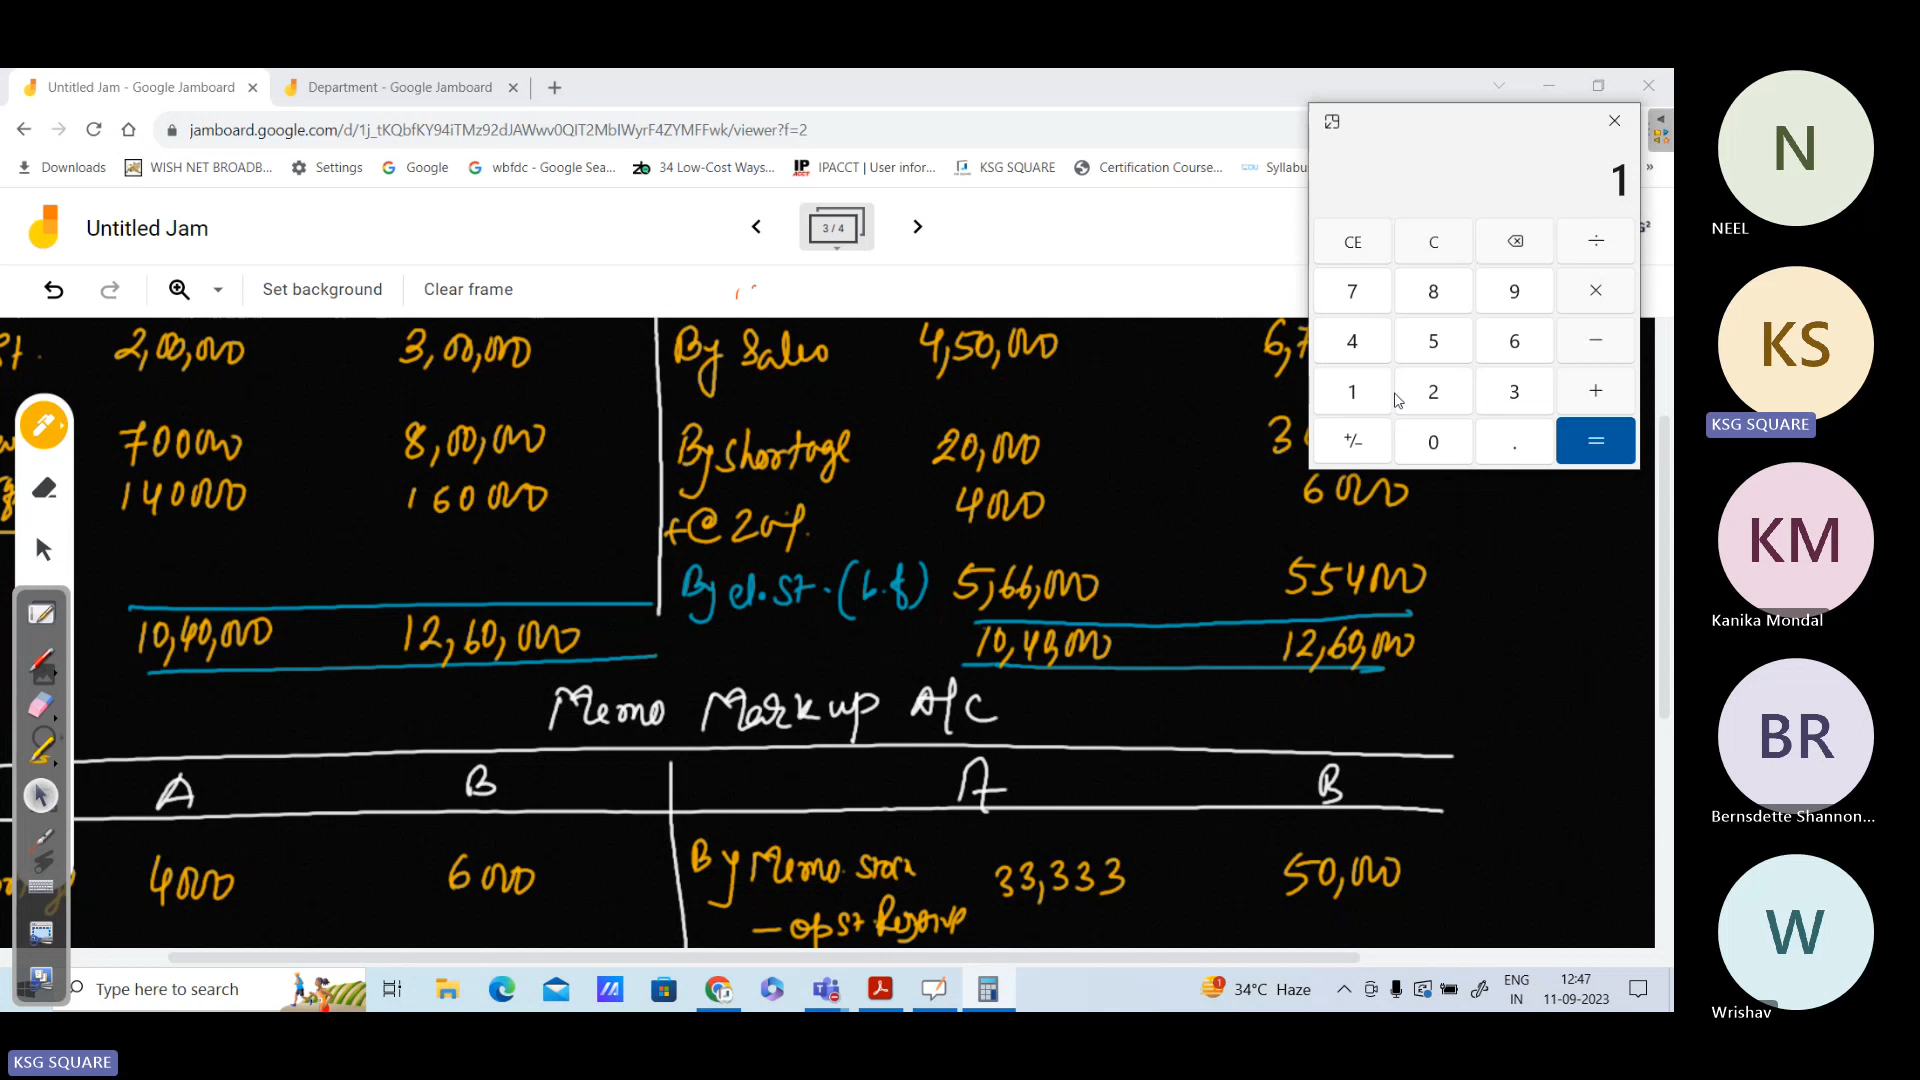 Untitled Jam - Google Jamboard
Department - Google Jamboard
jamboard.google.com/d/1j_tKQbfKY94iTMz92dJAWwv0QIT2MbIWyrF4ZYMFFwk/viewer?f=2
Downloads
WISH NET BROADB...
Settings
Google
wbfdc - Google Sea...
34 Low-Cost Ways...
IPACCT | User infor...
KSG SQUARE
Certification Course...
Syllabu
Untitled Jam
3 / 4
Set background
Clear frame
1
CE C ÷
7 8 9 ×
4 5 6 −
1 2 3 +
+/− 0 . =
2,00,000 3,00,000 By Sales 4,50,000
700000 8,00,000 By Shortage 20,000
140000 160000 +@ 20%. 4000 6000
By cl. St. (b.f) 5,66,000 554000
10,40,000 12,60,000 10,40,000 12,60,000
Memo Markup A/C
A B A B
4000 6000 By Memo. Stock 33,333 50,000
- op st Reserve
Type here to search
34°C Haze
ENG
IN
12:47
11-09-2023
N
NEEL
KS
KSG SQUARE
KM
Kanika Mondal
BR
Bernsdette Shannon...
W
Wrishav
KSG SQUARE